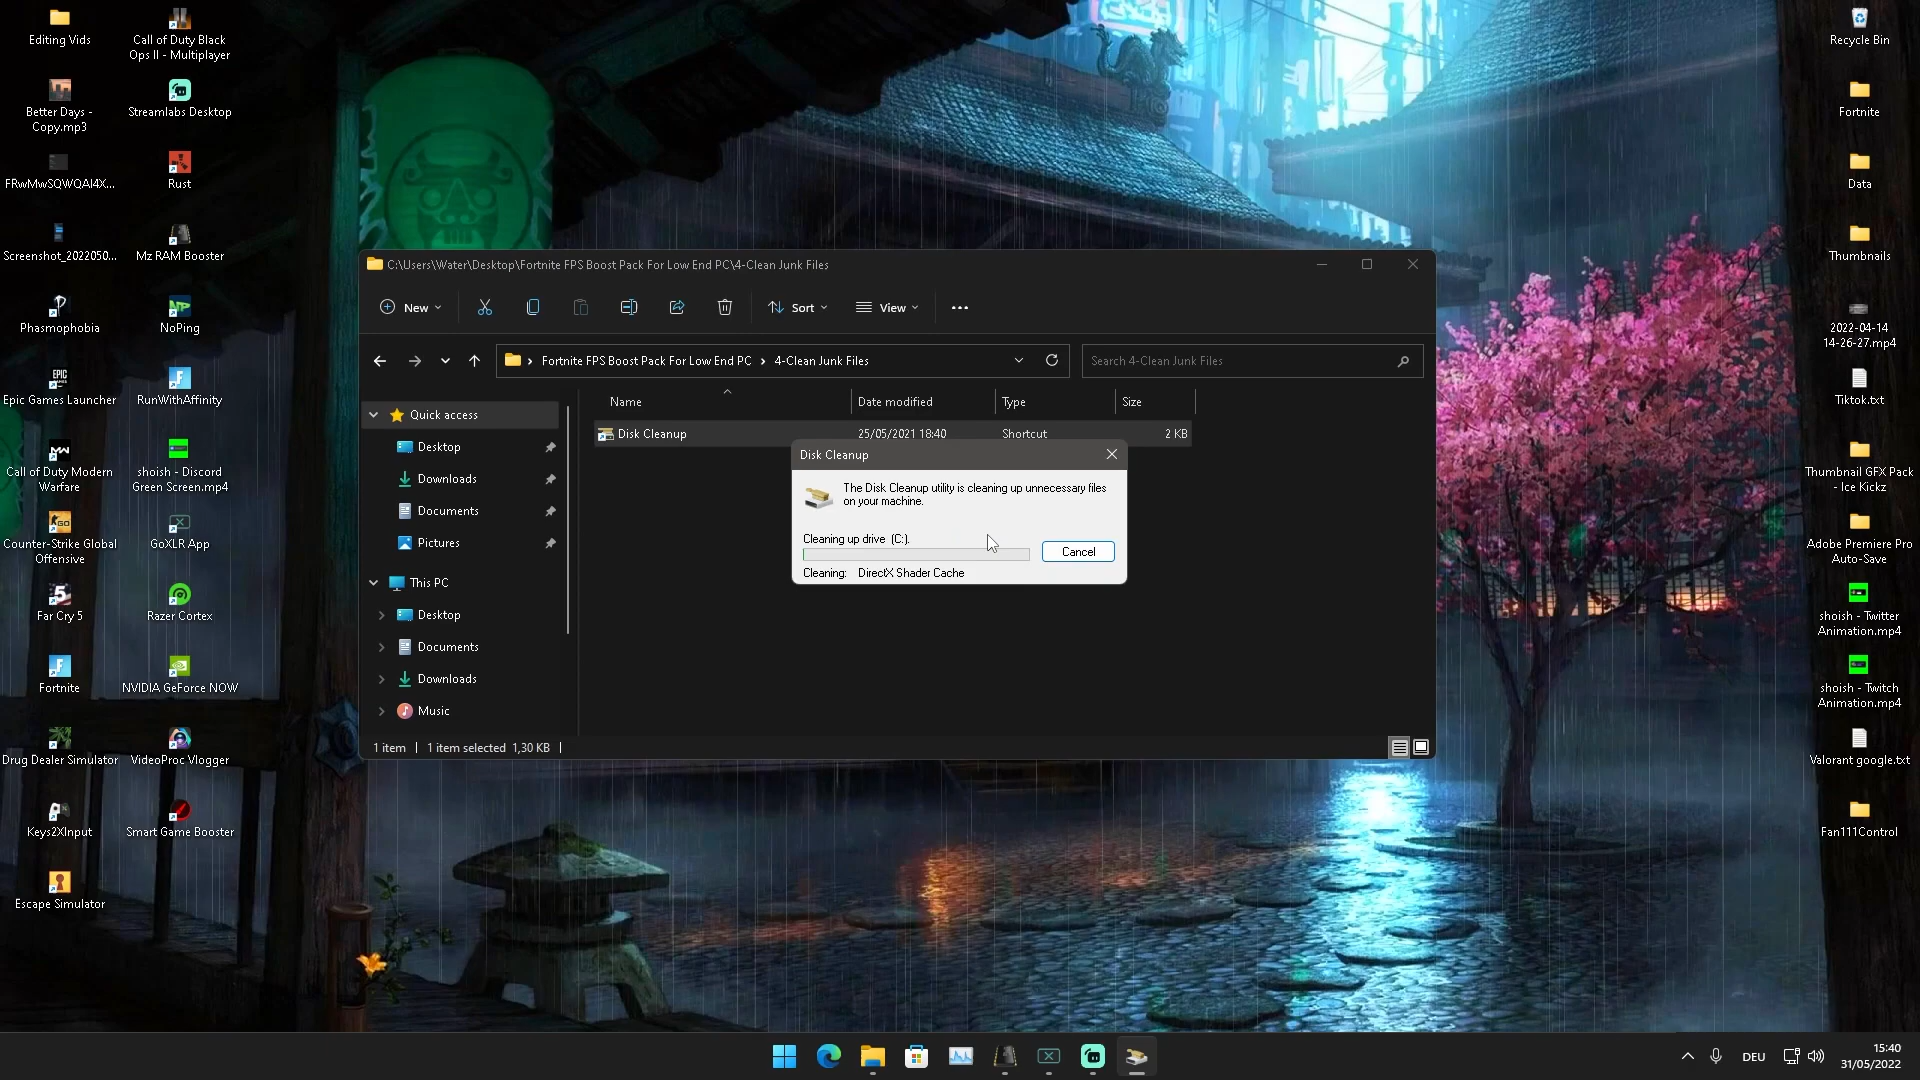 Editing Vids
Call of Duty Black
Ops II - Multiplayer
Better Days -
Copy.mp3
Streamlabs Desktop
FRwMwSQWQAI4X...
Rust
Screenshot_2022050...
Mz RAM Booster
Phasmophobia
NoPing
EPIC
GAMES
Epic Games Launcher
RunWithAffinity
Call of Duty Modern
Warfare
shoish - Discord
Green Screen.mp4
Counter-Strike Global
Offensive
GoXLR App
Far Cry 5
Razer Cortex
Fortnite
NVIDIA GeForce NOW
Drug Dealer Simulator
VideoProc Vlogger
Keys2XInput
Smart Game Booster
Escape Simulator
C:\Users\Water\Desktop\Fortnite FPS Boost Pack For Low End PC\4-Clean Junk Files
New
Sort
View
Fortnite FPS Boost Pack For Low End PC > 4-Clean Junk Files
Search 4-Clean Junk Files
Name
Date modified
Type
Size
Disk Cleanup
25/05/2021 18:40
Shortcut
2 KB
Quick access
Desktop
Downloads
Documents
Pictures
This PC
Desktop
Documents
Downloads
Music
1 item
1 item selected 1,30 KB
Disk Cleanup
The Disk Cleanup utility is cleaning up unnecessary files
on your machine.
Cleaning up drive (C:).
Cancel
Cleaning: DirectX Shader Cache
Recycle Bin
Fortnite
Data
Thumbnails
2022-04-14
14-26-27.mp4
Tiktok.txt
Thumbnail GFX Pack
- Ice Kickz
Adobe Premiere Pro
Auto-Save
shoish - Twitter
Animation.mp4
shoish - Twitch
Animation.mp4
Valorant google.txt
Fan111Control
DEU
15:40
31/05/2022